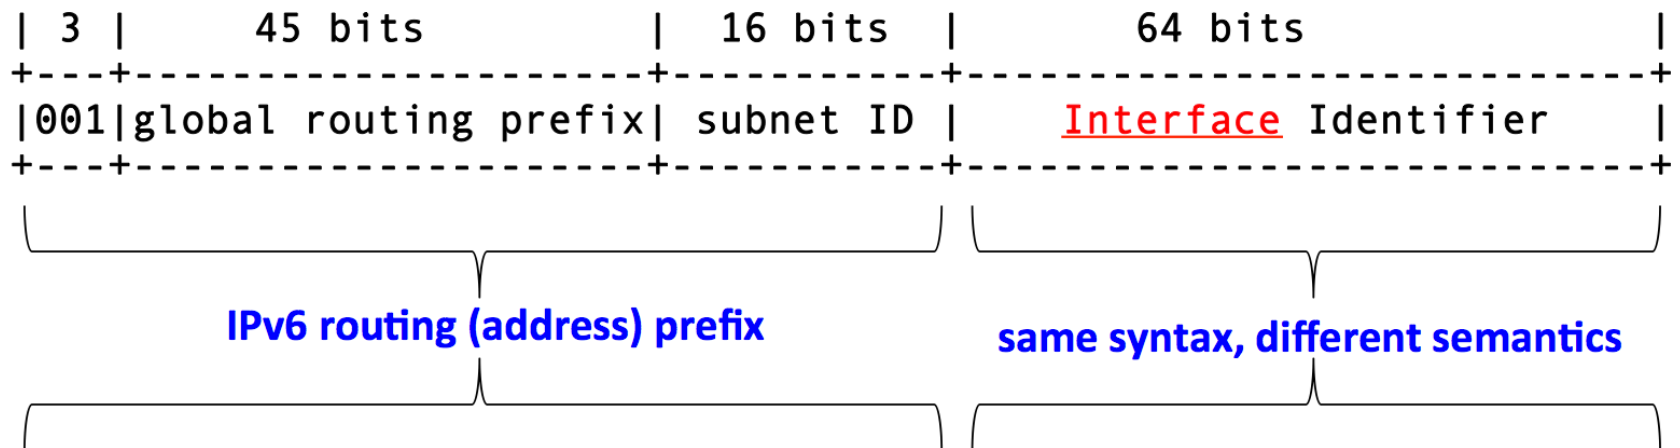 | 3 | 45 bits | 16 bits | 64 bits |
+---+---------------------+-----------+-----------------------------+
|001|global routing prefix| subnet ID | Interface Identifier |
+---+---------------------+-----------+-----------------------------+
IPv6 routing (address) prefix
same syntax, different semantics